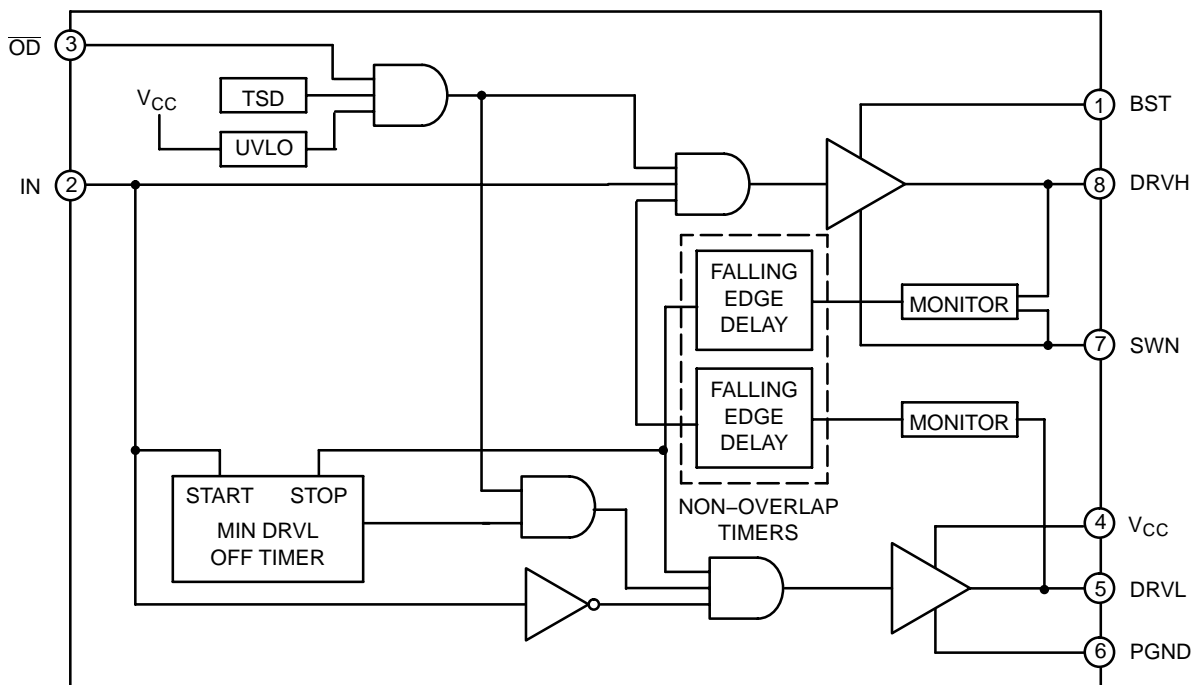 OD
3
TSD
VCC
UVLO
IN
2
1
BST
8
DRVH
FALLING
EDGE
DELAY
MONITOR
7
SWN
FALLING
EDGE
DELAY
MONITOR
START STOP
MIN DRVL
OFF TIMER
NON–OVERLAP
TIMERS
4
VCC
5
DRVL
6
PGND